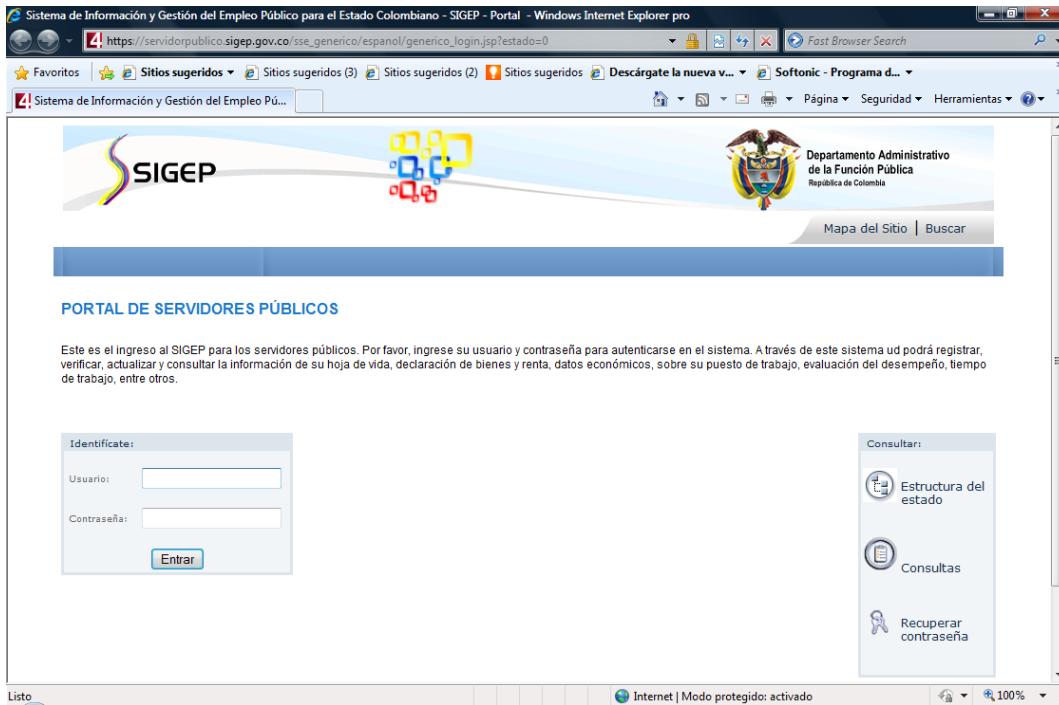 Sistema de Información y Gestión del Empleo Público para el Estado Colombiano - SIGEP - Portal - Windows Internet Explorer pro
https://servidorpublico.sigep.gov.co/sse_generico/espanol/generico_login.jsp?estado=0
Fast Browser Search
Favoritos
Sitios sugeridos
Sitios sugeridos (3)
Sitios sugeridos (2)
Sitios sugeridos
Descárgate la nueva v...
Softonic - Programa d...
Sistema de Información y Gestión del Empleo Pú...
Página
Seguridad
Herramientas
SIGEP
Departamento Administrativo
de la Función Pública
República de Colombia
Mapa del Sitio | Buscar
PORTAL DE SERVIDORES PÚBLICOS
Este es el ingreso al SIGEP para los servidores públicos. Por favor, ingrese su usuario y contraseña para autenticarse en el sistema. A través de este sistema ud podrá registrar,
verificar, actualizar y consultar la información de su hoja de vida, declaración de bienes y renta, datos económicos, sobre su puesto de trabajo, evaluación del desempeño, tiempo
de trabajo, entre otros.
Identifícate:
Usuario:
Contraseña:
Entrar
Consultar:
Estructura del
estado
Consultas
Recuperar
contraseña
Listo
Internet | Modo protegido: activado
100%